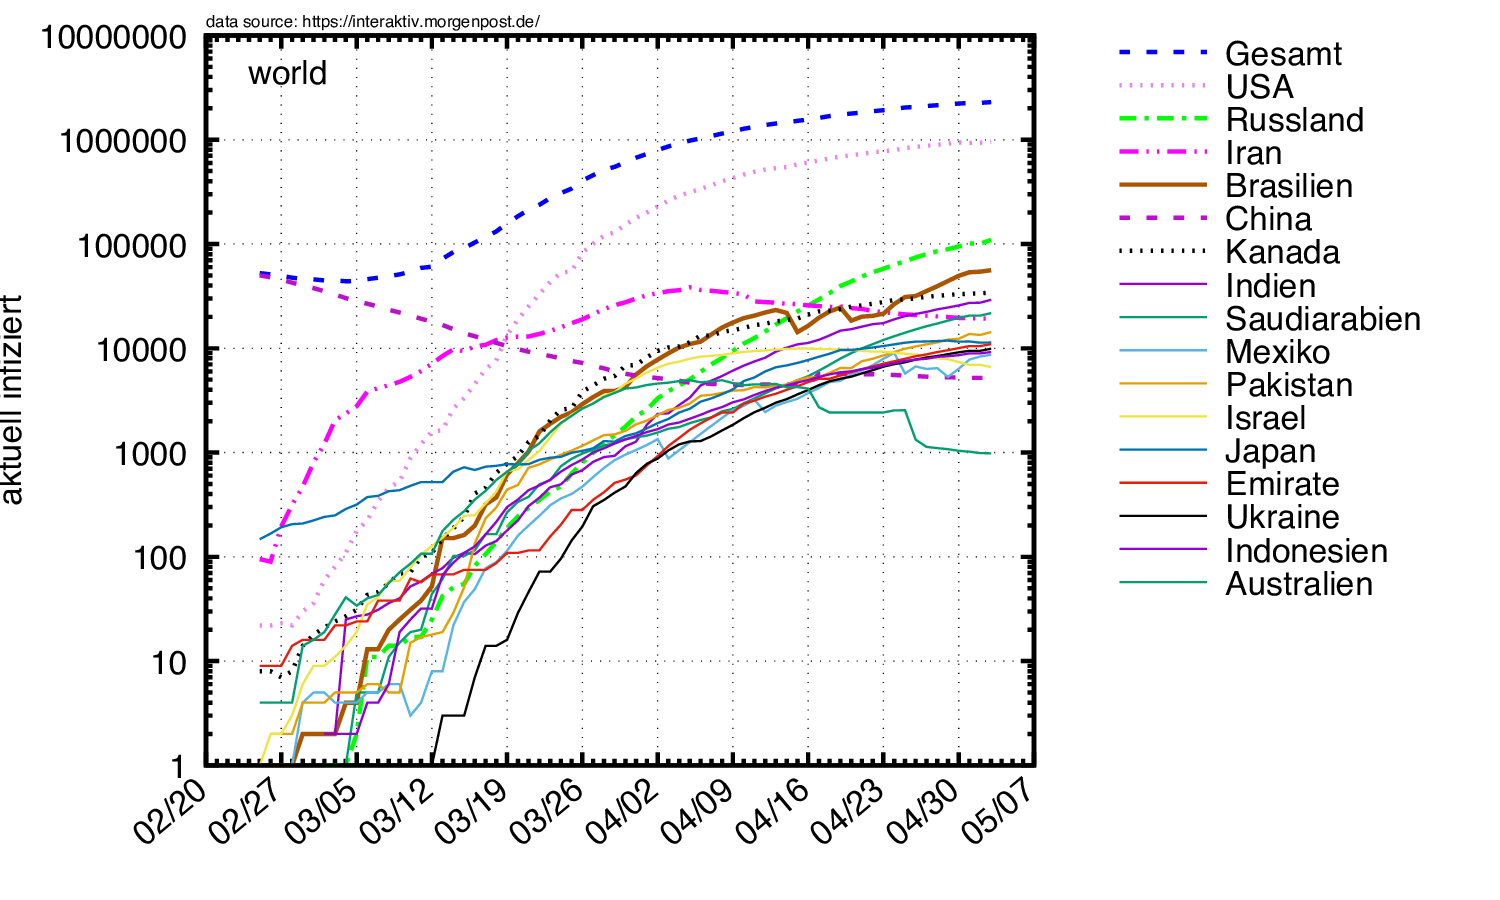 data source: https://interaktiv.morgenpost.de/
world
aktuell infiziert
10000000
1000000
100000
10000
1000
100
10
1
02/20
02/27
03/05
03/12
03/19
03/26
04/02
04/09
04/16
04/23
04/30
05/07
Gesamt
USA
Russland
Iran
Brasilien
China
Kanada
Indien
Saudiarabien
Mexiko
Pakistan
Israel
Japan
Emirate
Ukraine
Indonesien
Australien